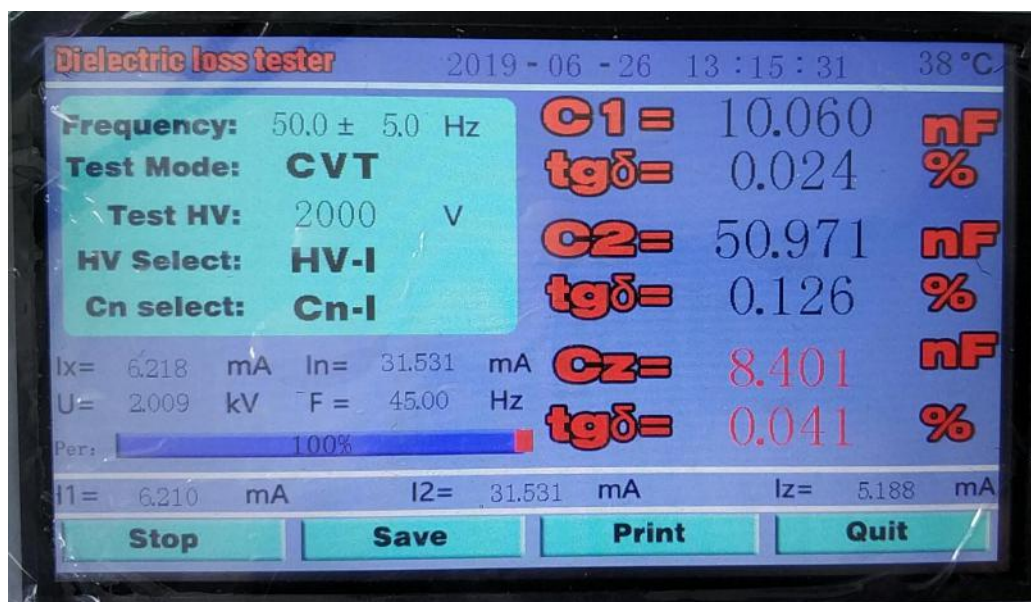 Dielectric loss tester 2019-06-26 13:15:31 38°C
Frequency: 50.0 ± 5.0 Hz
Test Mode: CVT
Test HV: 2000 V
HV Select: HV-I
Cn select: Cn-I
C1= 10.060 nF
tgδ= 0.024 %
C2= 50.971 nF
tgδ= 0.126 %
Cz= 8.401 nF
tgδ= 0.041 %
Ix= 6.218 mA In= 31.531 mA
U= 2.009 kV F = 45.00 Hz
Per: 100%
I1= 6.210 mA I2= 31.531 mA Iz= 5.188 mA
Stop Save Print Quit